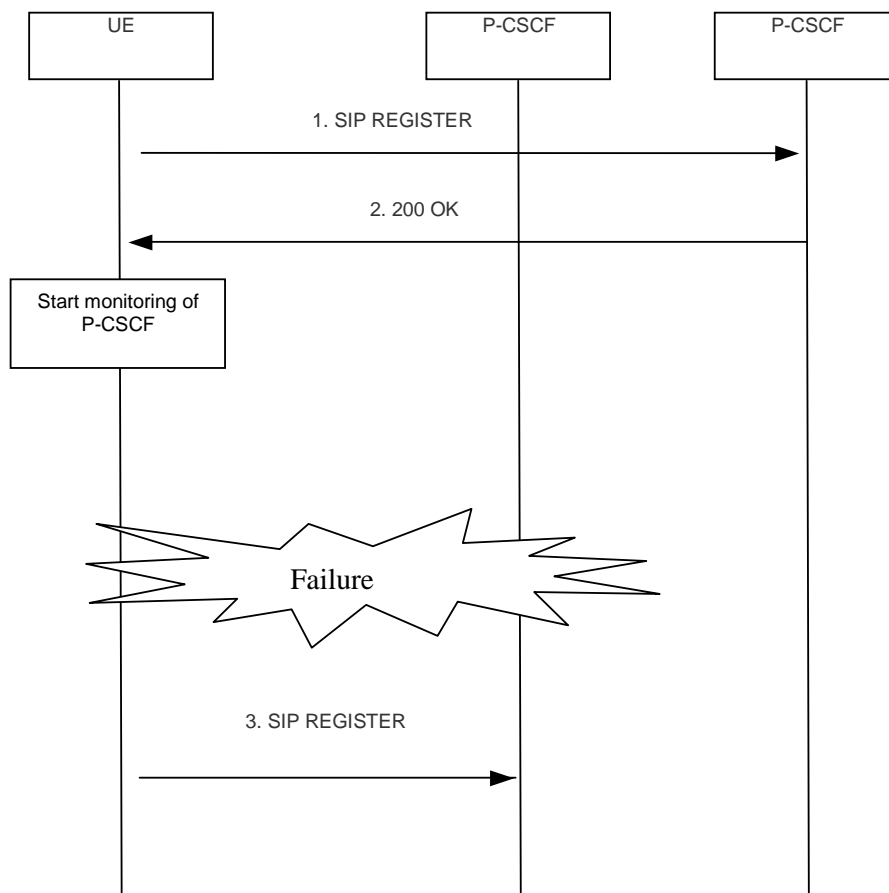 UE
P-CSCF
P-CSCF
1. SIP REGISTER
2. 200 OK
Start monitoring of
P-CSCF
Failure
3. SIP REGISTER